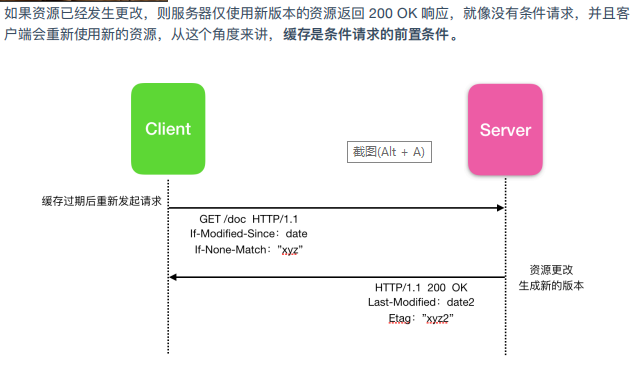 如果资源已经发生更改，则服务器仅使用新版本的资源返回 200 OK 响应，就像没有条件请求，并且客
户端会重新使用新的资源，从这个角度来讲，缓存是条件请求的前置条件。
Client
Server
截图(Alt + A)
缓存过期后重新发起请求
GET /doc HTTP/1.1
If-Modified-Since：date
If-None-Match："xyz"
资源更改
生成新的版本
HTTP/1.1 200 OK
Last-Modified：date2
Etag："xyz2"